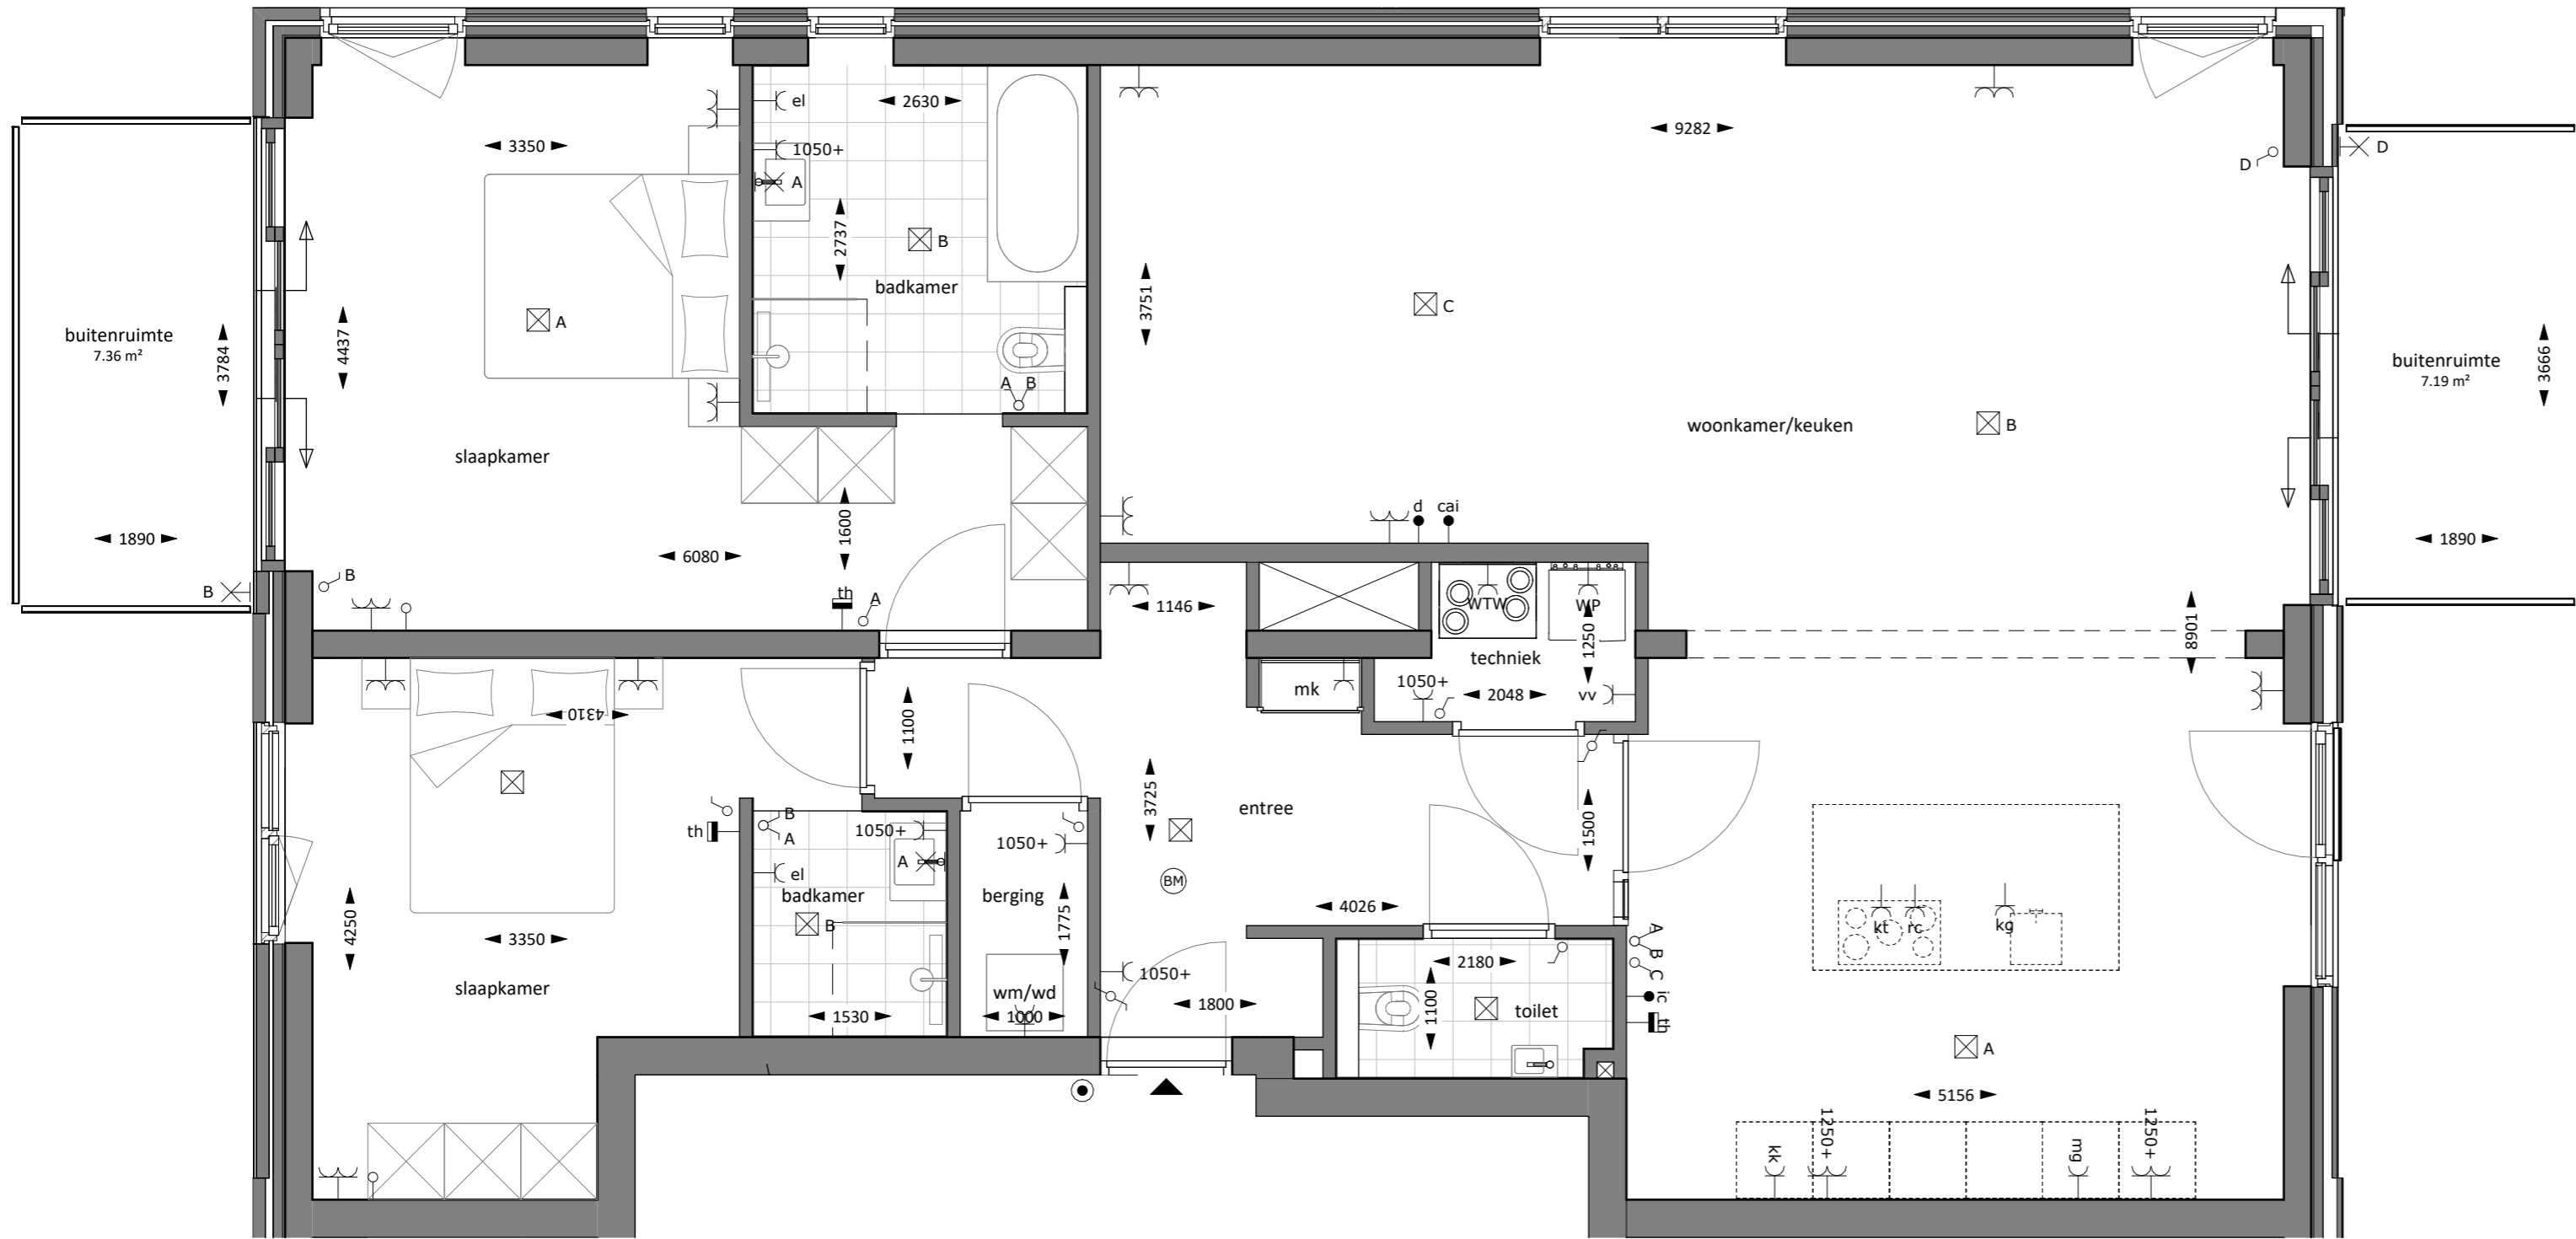 el
2630
9282
3350
1050+
D
D
A
2737
B
badkamer
3751
C
buitenruimte
7.36 m²
3784
4437
A
buitenruimte
7.19 m²
3666
A B
woonkamer/keuken
B
slaapkamer
1600
d
cai
1890
6080
1890
B
B
th
A
1146
WTW
WP
1250
8901
techniek
1050+
2048
vv
mk
4310
1100
3725
entree
1500
th
B
A
1050+
1050+
el
A
badkamer
berging
BM
4026
B
1775
4250
3350
slaapkamer
1530
wm/wd
1000
1050+
1800
2180
1100
toilet
A
B
C
ic
th
kt
rc
kg
A
5156
kk
1250+
mg
1250+